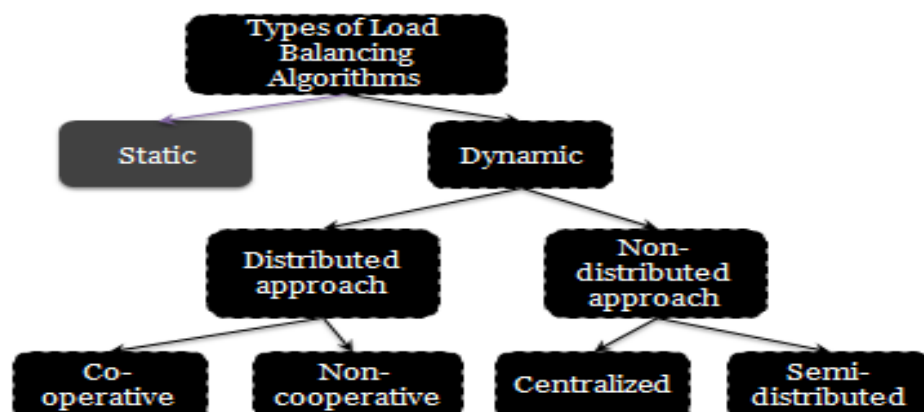 Types of Load
Balancing
Algorithms
Static
Dynamic
Distributed
approach
Non-
distributed
approach
Co-
operative
Non-
cooperative
Centralized
Semi-
distributed